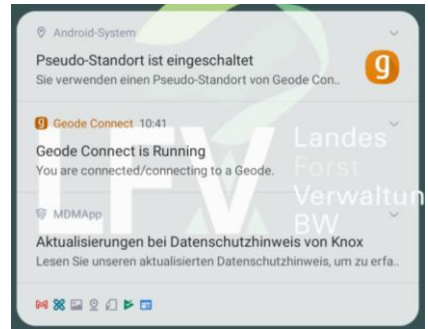 Android-System
Pseudo-Standort ist eingeschaltet
Sie verwenden einen Pseudo-Standort von Geode Con..
g
Geode Connect 10:41
Geode Connect is Running
You are connected/connecting to a Geode.
MDMApp
Aktualisierungen bei Datenschutzhinweis von Knox
Lesen Sie unseren aktualisierten Datenschutzhinweis, um zu erfa..
LFV
Landes
Forst
Verwaltun
BW